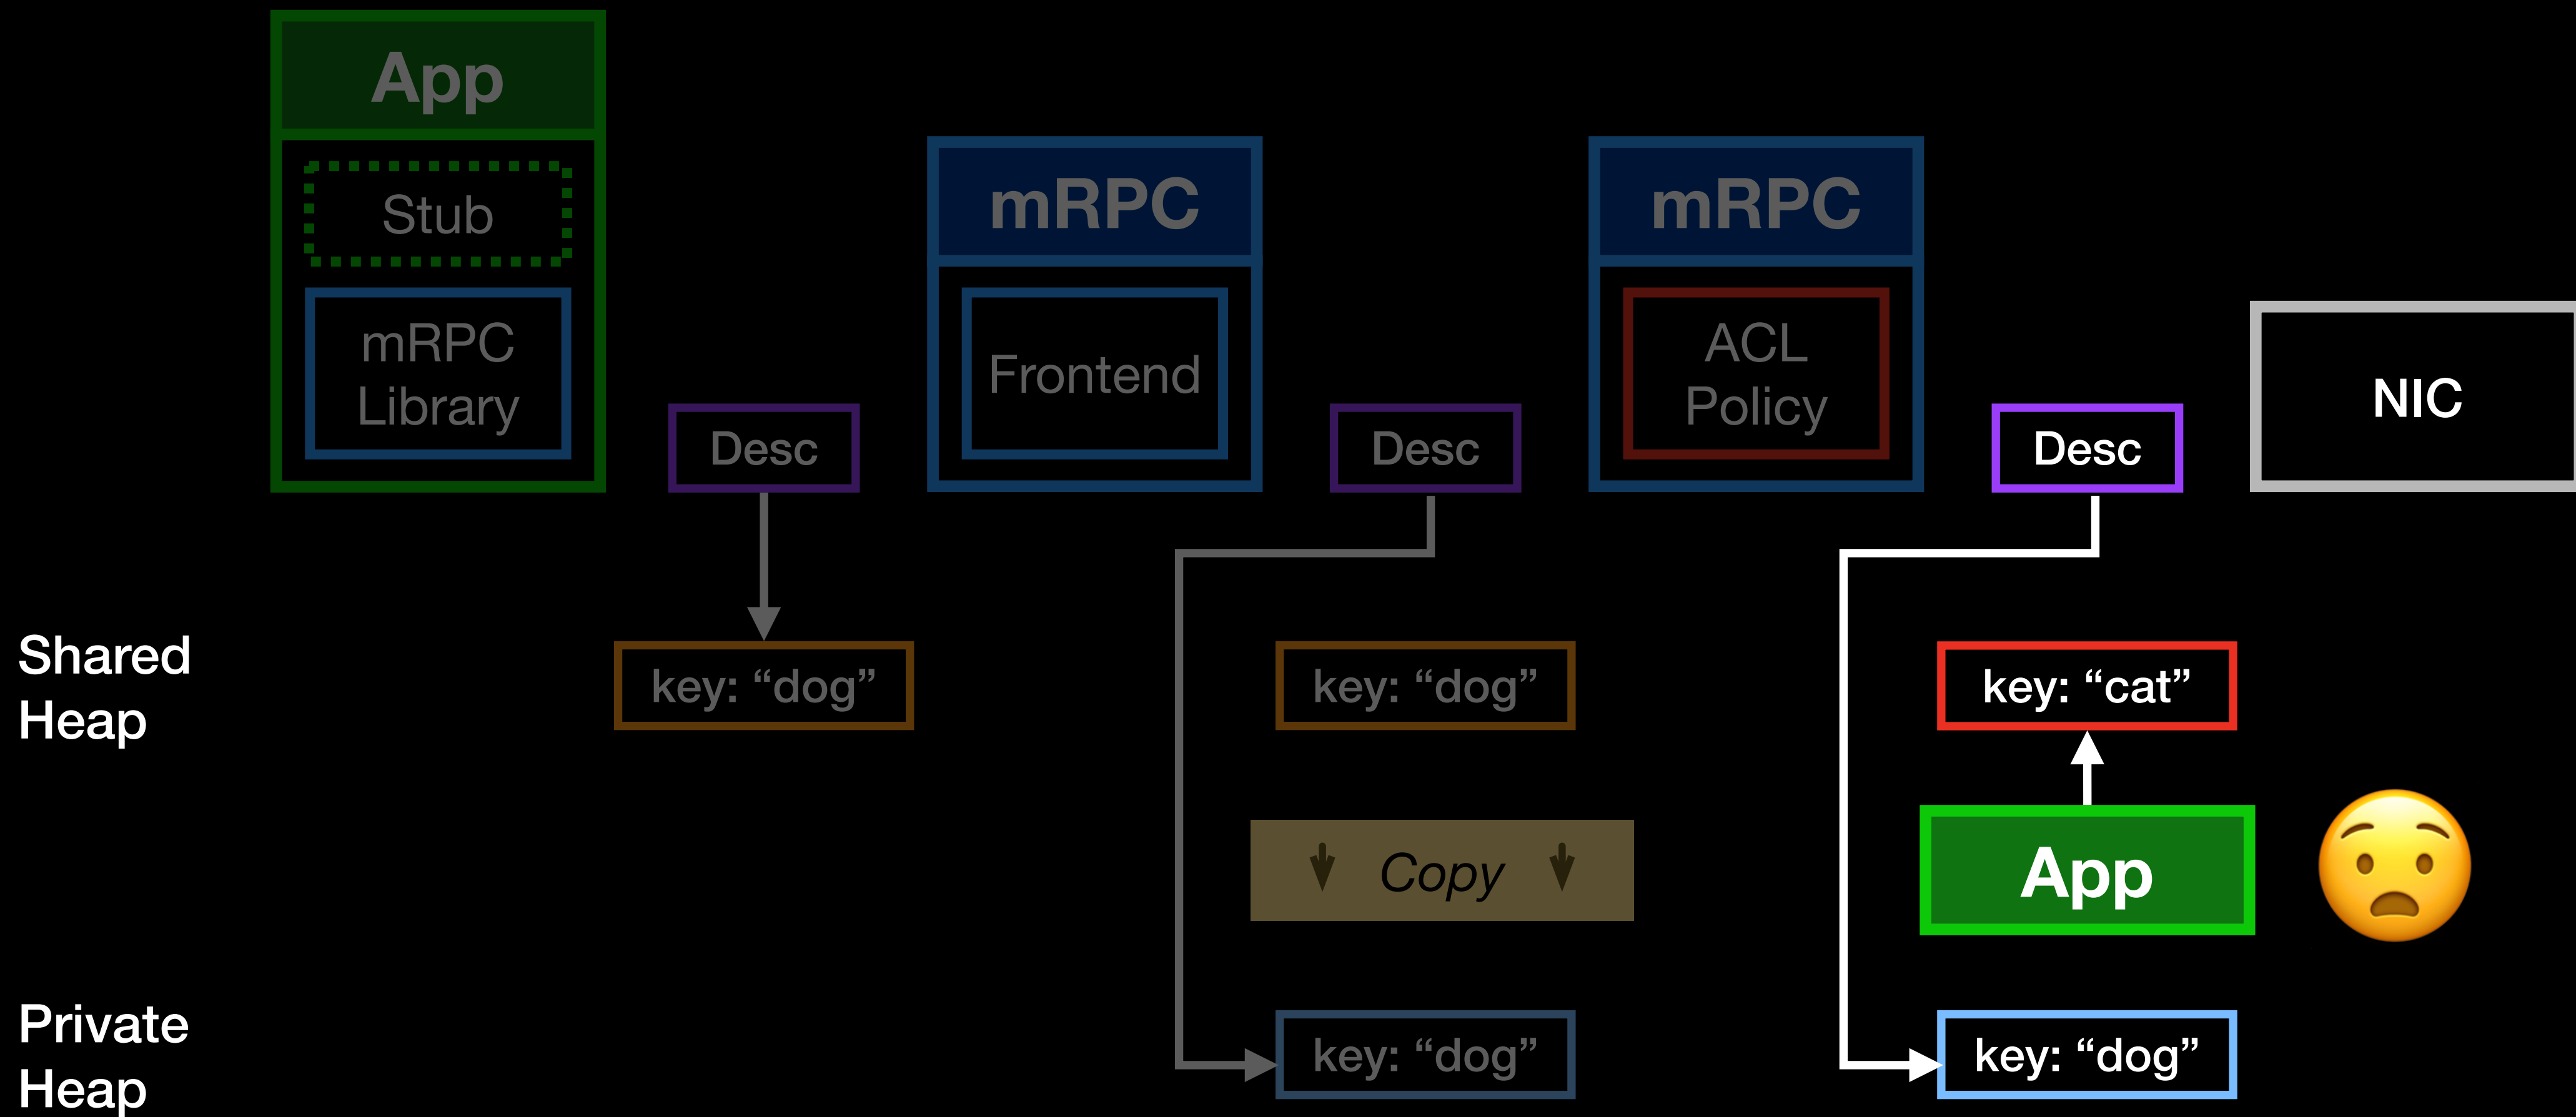 App
Stub
mRPC
Library
Desc
mRPC
Frontend
Desc
mRPC
ACL
Policy
Desc
NIC
Shared
Heap
key: “dog”
key: “dog”
key: “cat”
Copy
App
Private
Heap
key: “dog”
key: “dog”